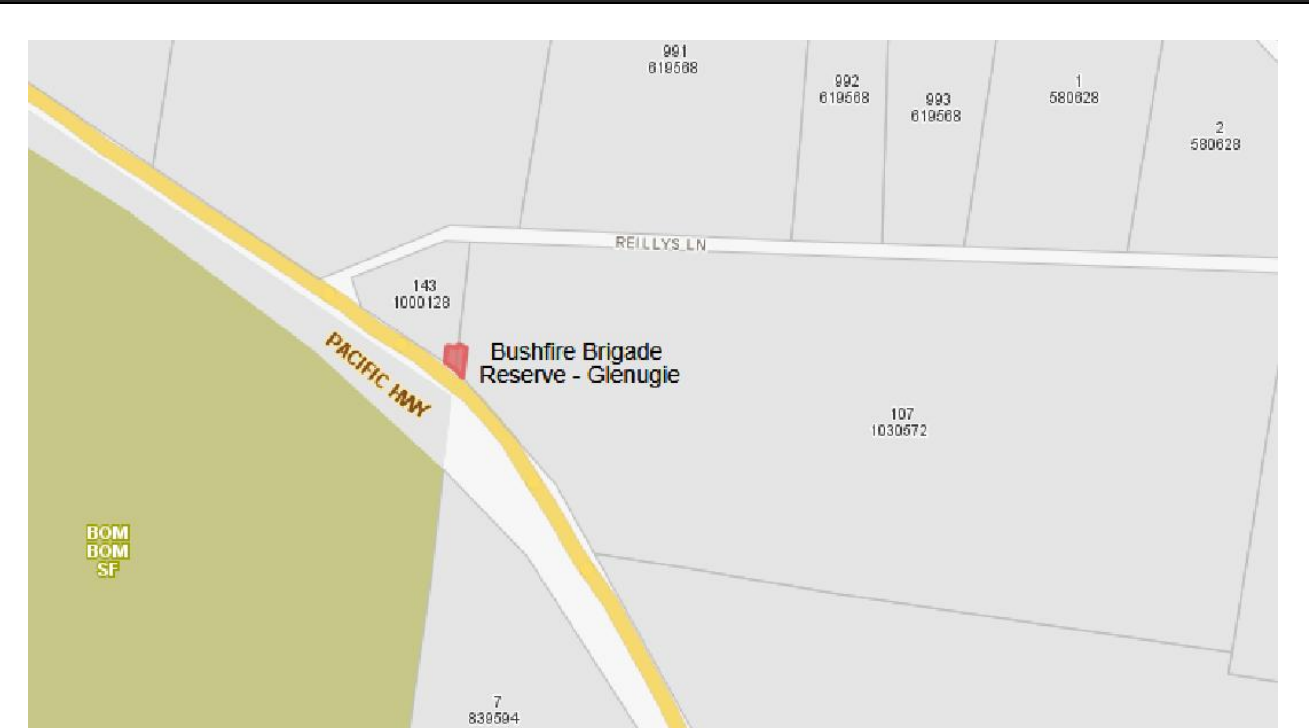 991
619568
992
619568
993
619568
1
580628
2
580628
REILLYS LN
143
1000128
PACIFIC HWY
Bushfire Brigade
Reserve - Glenugie
107
1030572
BOM
BOM
SF
7
839594